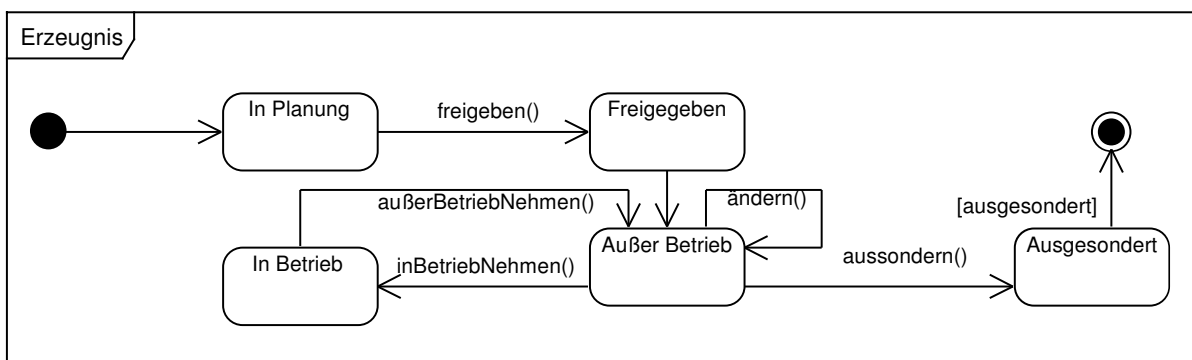 Erzeugnis
In Planung
freigeben()
Freigegeben
außerBetriebNehmen()
ändern()
[ausgesondert]
In Betrieb
inBetriebNehmen()
Außer Betrieb
aussondern()
Ausgesondert